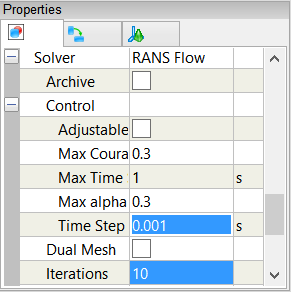 Properties
Solver RANS Flow
Archive
Control
Adjustable
Max Coura 0.3
Max Time 1 s
Max alpha 0.3
Time Step 0.001 s
Dual Mesh
Iterations 10